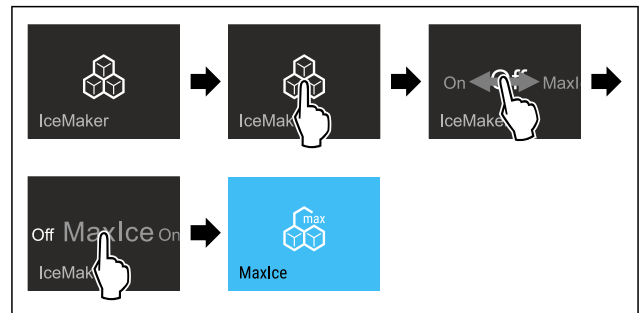 IceMaker
IceMak
On Off MaxI
IceMake
Off MaxIce On
IceMak
max
MaxIce